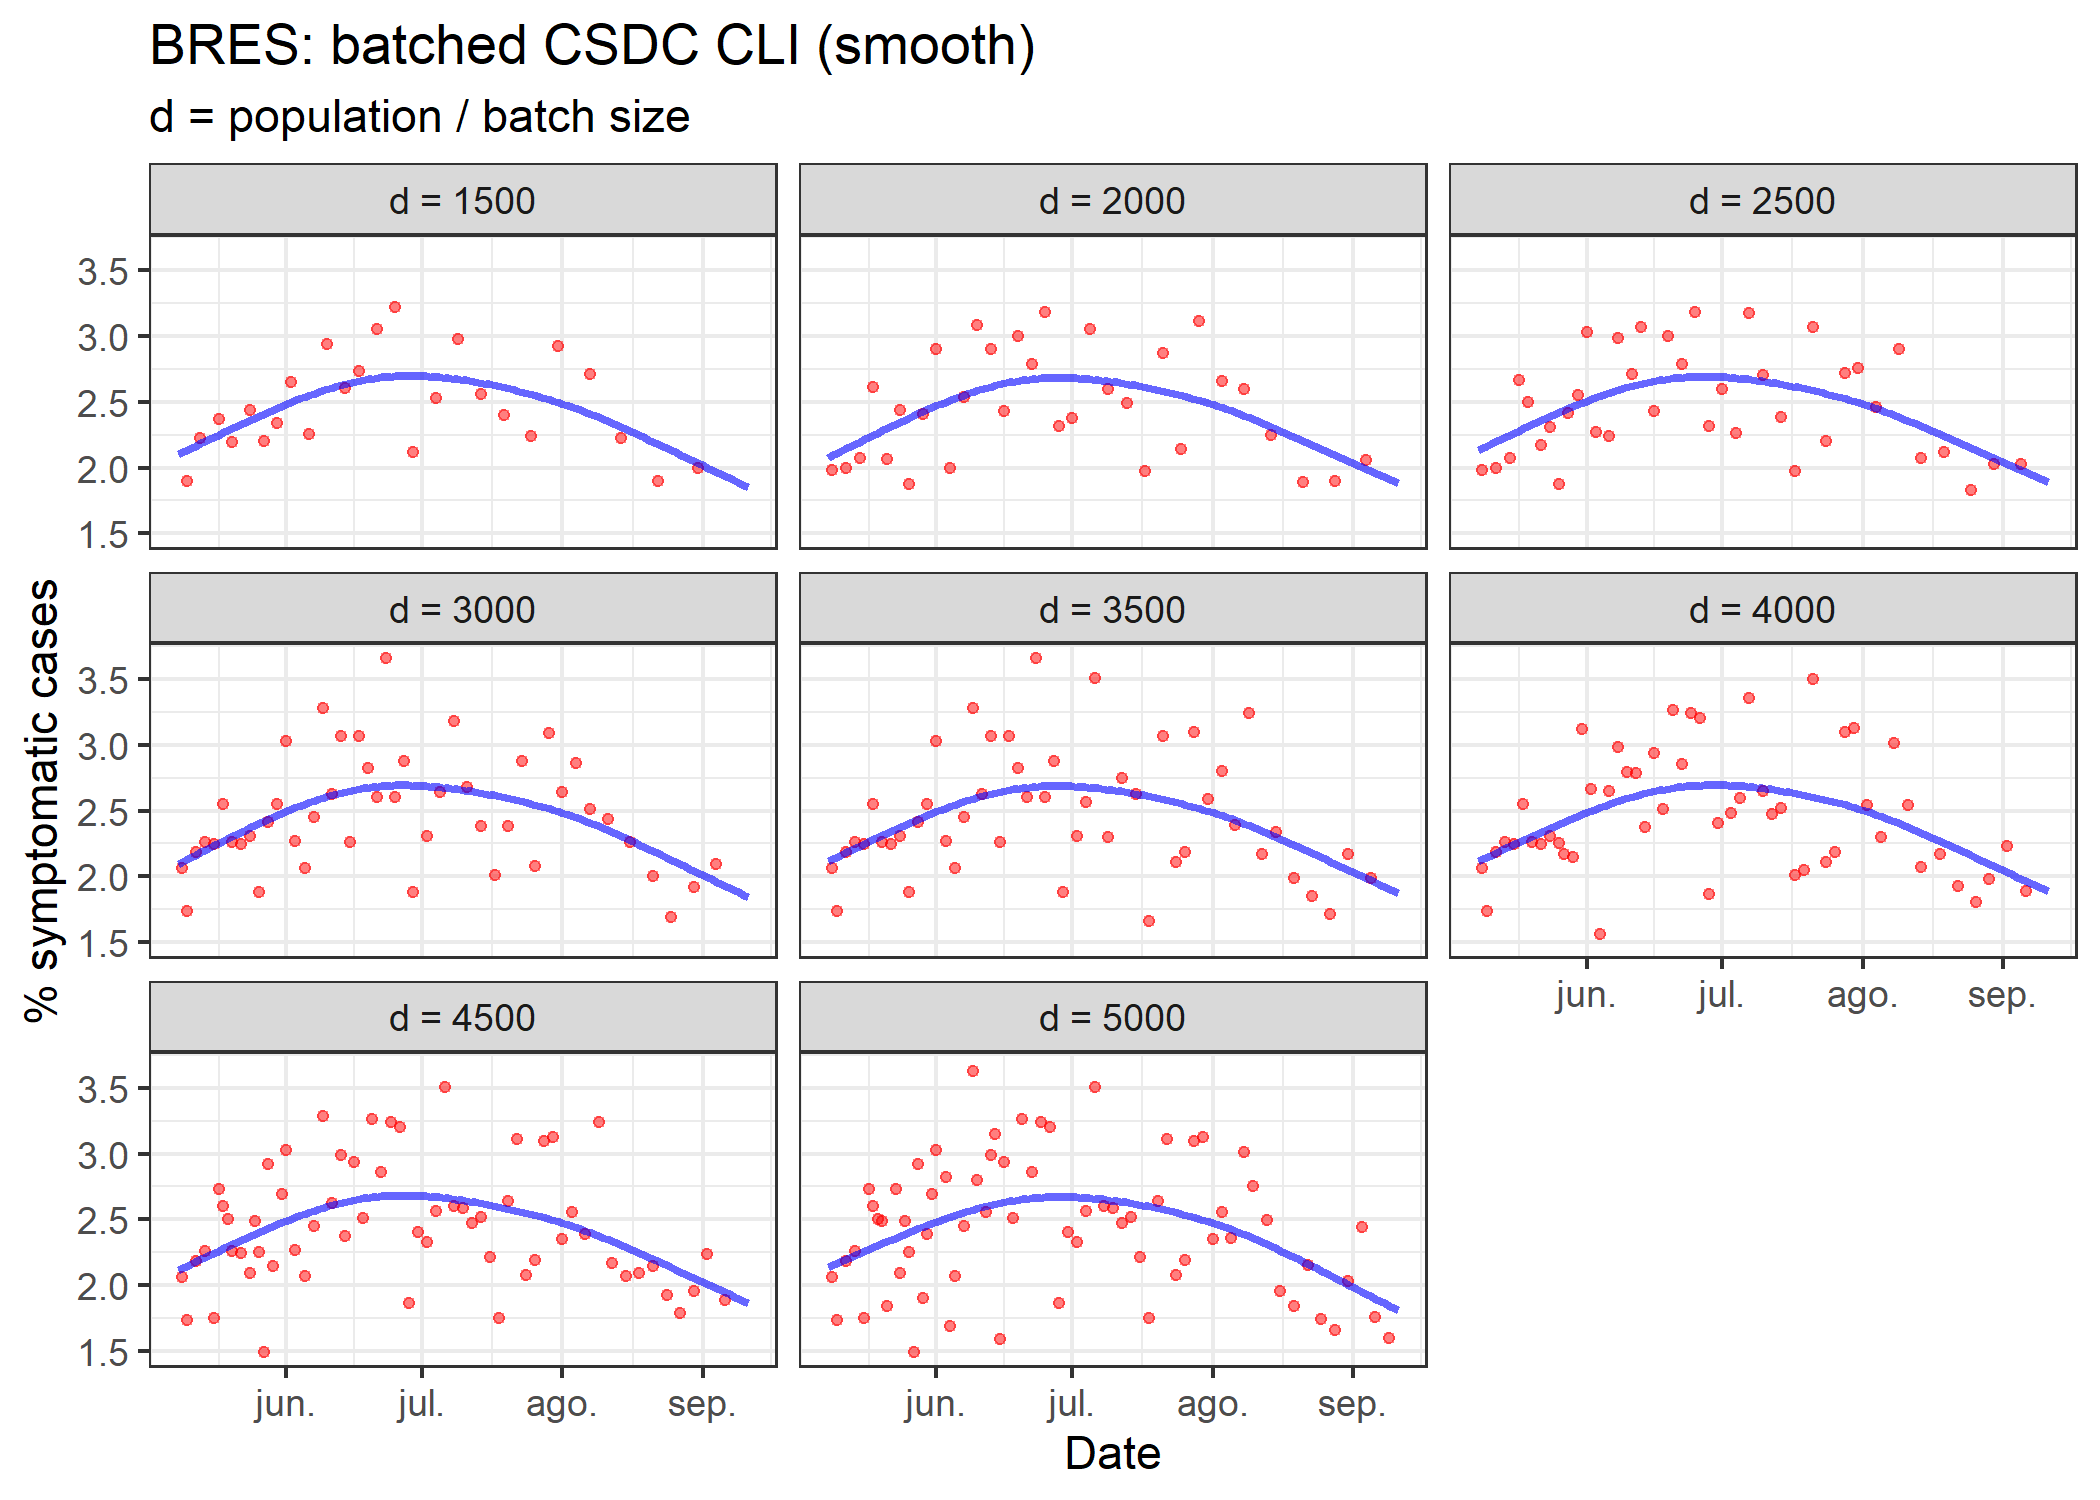 BRES: batched CSDC CLI (smooth)
d = population / batch size
d = 1500
d = 2000
d = 2500
3.5
3.0
2.5
2.0
1.5
d = 3000
d = 3500
d = 4000
3.5
3.0
2.5
2.0
1.5
% symptomatic cases
jun.
jul.
ago.
sep.
d = 4500
d = 5000
3.5
3.0
2.5
2.0
1.5
jun.
jul.
ago.
sep.
jun.
jul.
ago.
sep.
Date